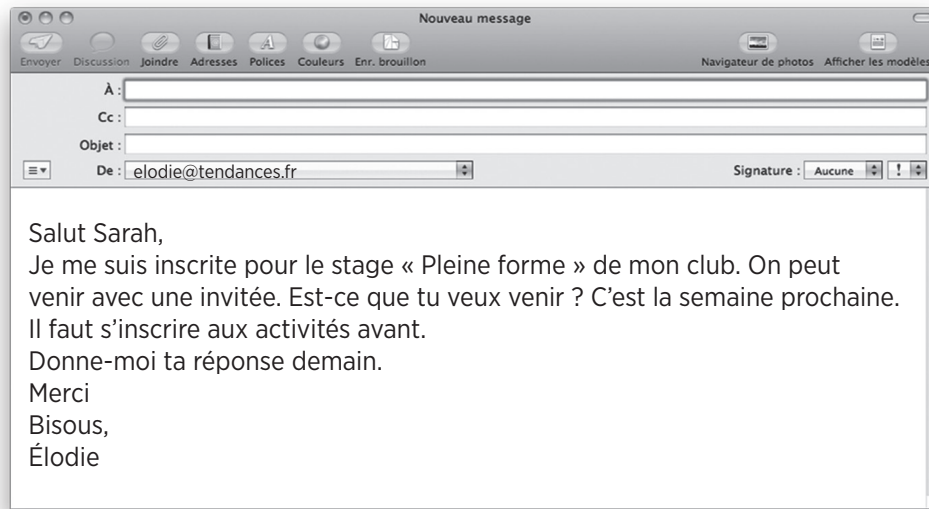 Nouveau message
Envoyer Discussion Joindre Adresses Polices Couleurs Enr. brouillon Navigateur de photos Afficher les modèles
À :
Cc :
Objet :
De : elodie@tendances.fr Signature : Aucune !
Salut Sarah,
Je me suis inscrite pour le stage « Pleine forme » de mon club. On peut
venir avec une invitée. Est-ce que tu veux venir ? C’est la semaine prochaine.
Il faut s’inscrire aux activités avant.
Donne-moi ta réponse demain.
Merci
Bisous,
Élodie